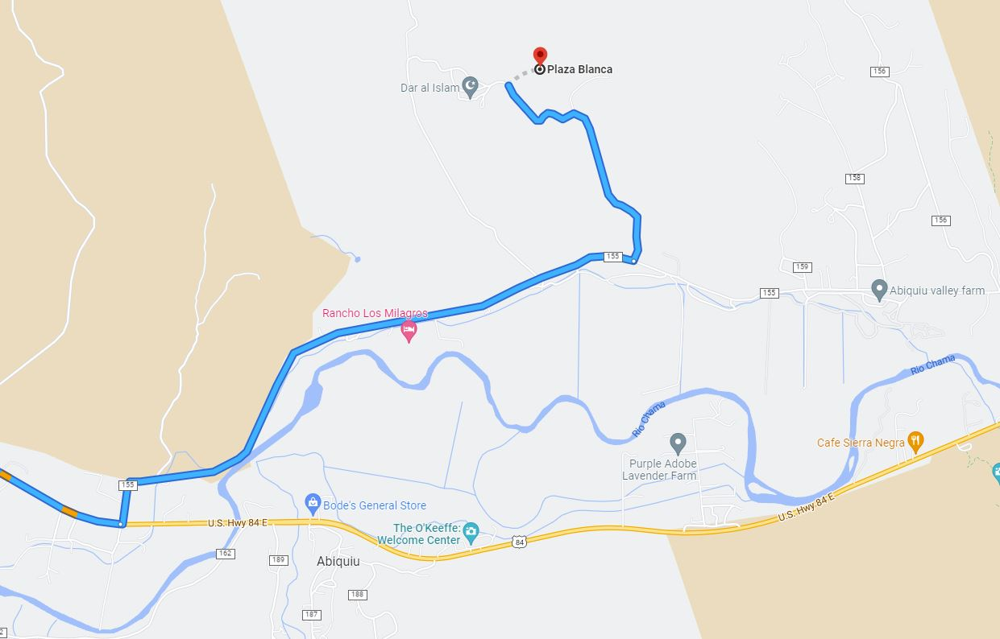 Plaza Blanca
156
Dar al Islam
158
156
155
159
155
Abiquiu valley farm
Rancho Los Milagros
Rio Chama
Rio Chama
Cafe Sierra Negra
Purple Adobe
Lavender Farm
155
Bode's General Store
U.S. Hwy 84 E
U.S. Hwy 84 E
The O'Keeffe:
Welcome Center
84
162
189
Abiquiu
188
187
2